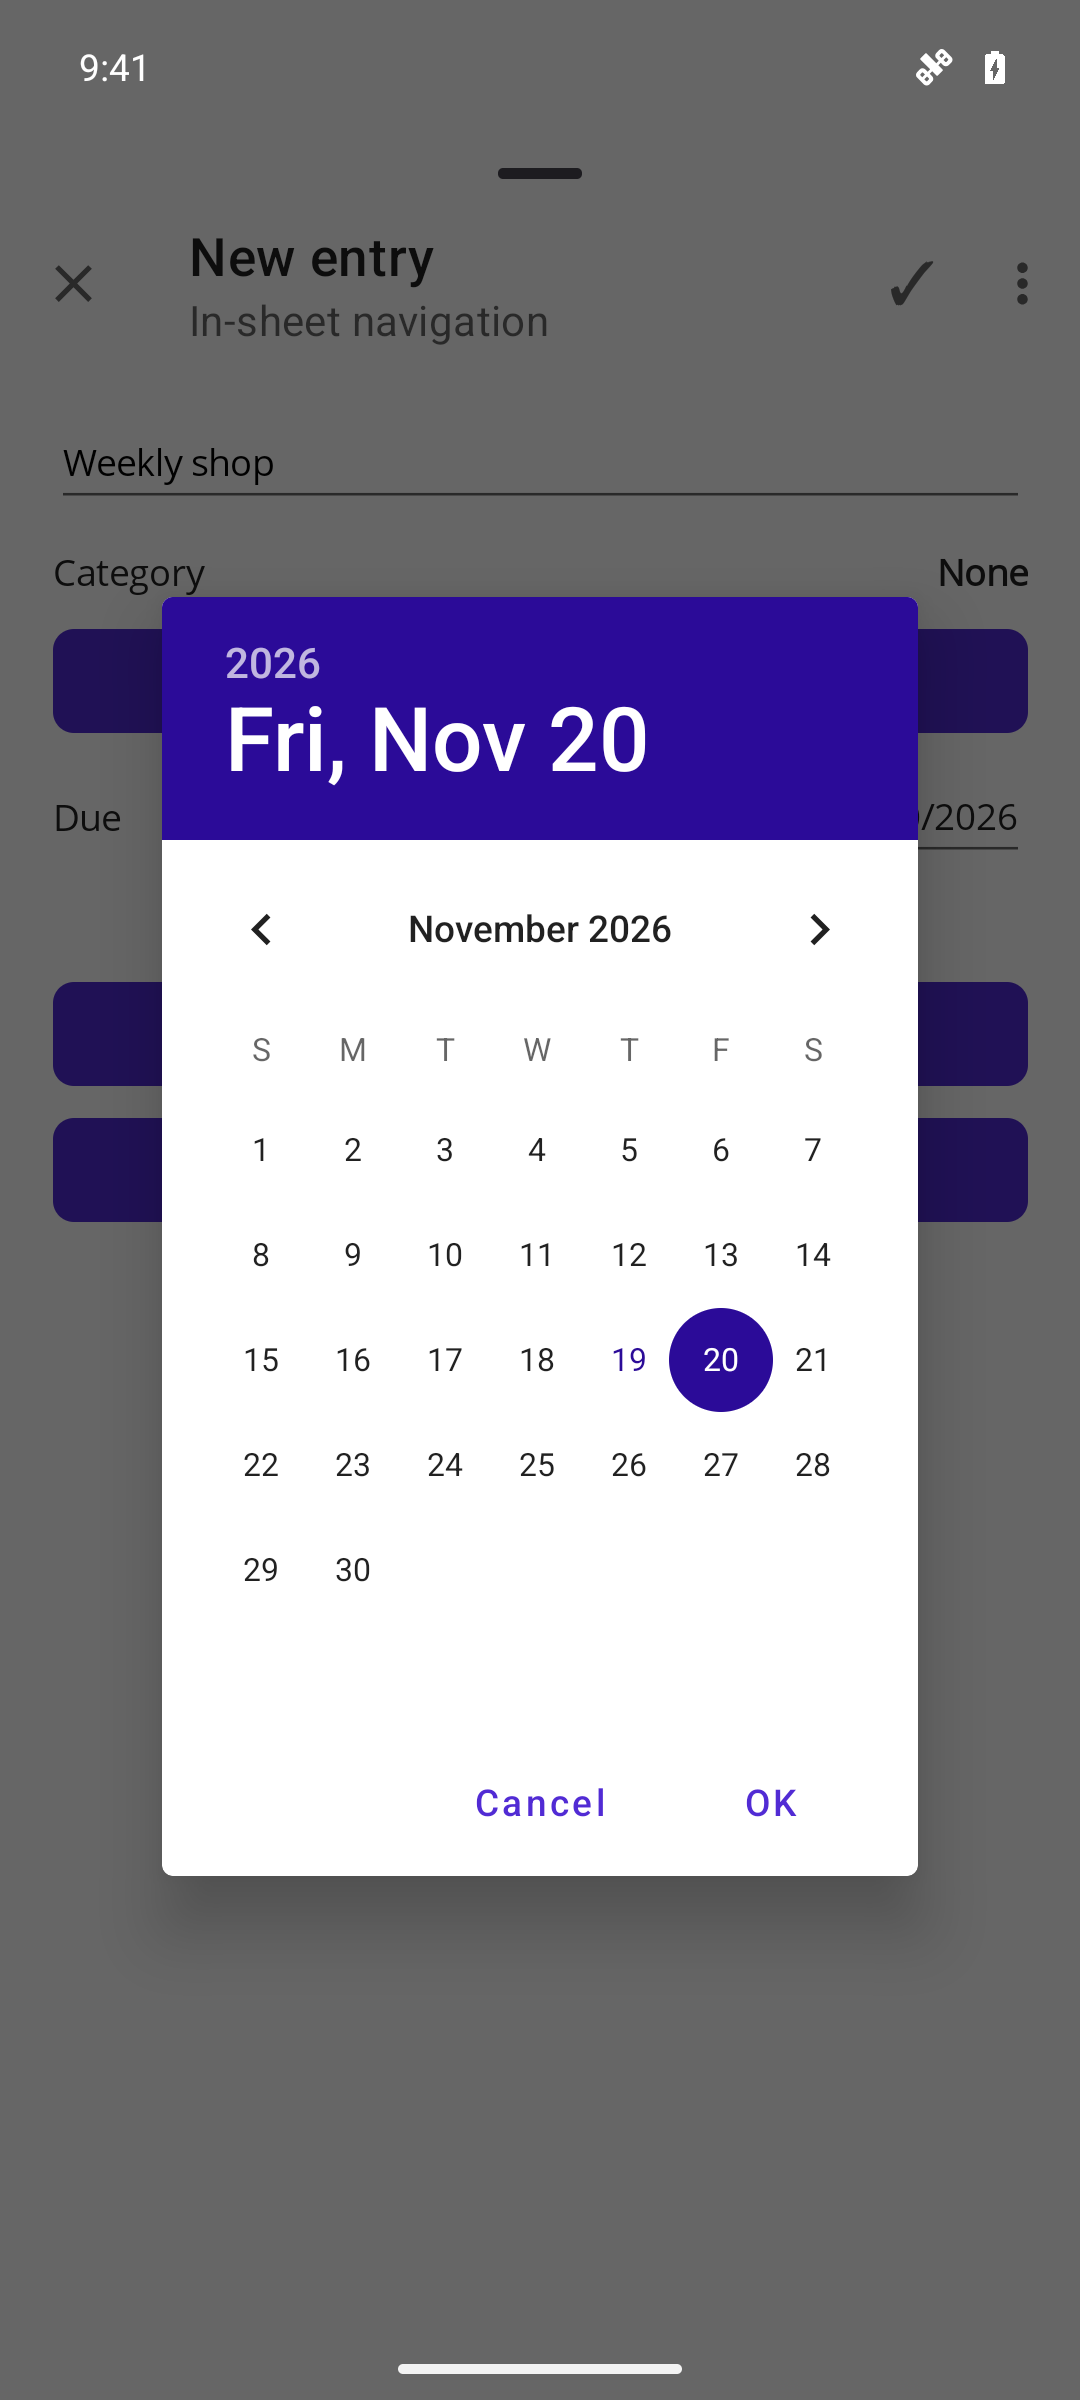 9:41
New entry
In-sheet navigation
Weekly shop
Category None
2026
Fri, Nov 20
Due /2026
November 2026
S M T W T F S
1 2 3 4 5 6 7
8 9 10 11 12 13 14
15 16 17 18 19 20 21
22 23 24 25 26 27 28
29 30
Cancel OK